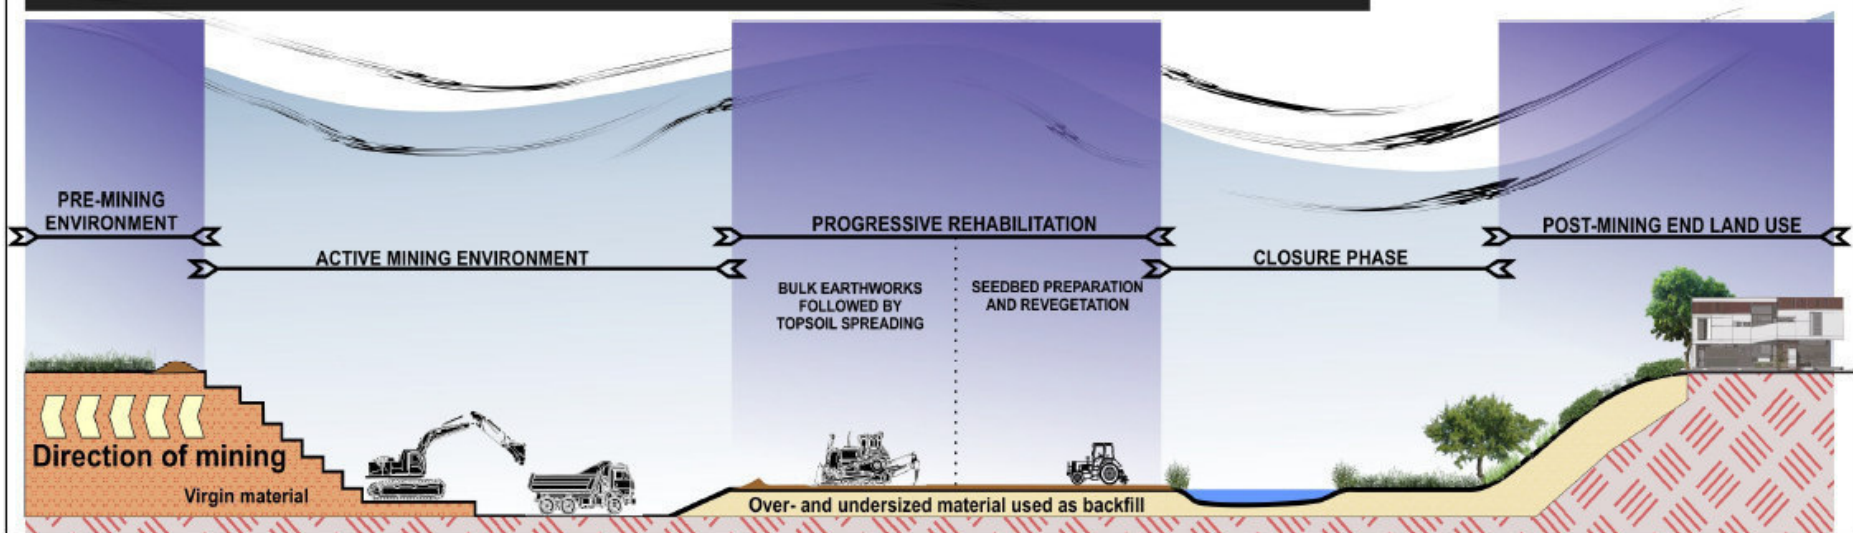 PRE-MINING
ENVIRONMENT
ACTIVE MINING ENVIRONMENT
PROGRESSIVE REHABILITATION
BULK EARTHWORKS
FOLLOWED BY
TOPSOIL SPREADING
SEEDBED PREPARATION
AND REVEGETATION
CLOSURE PHASE
POST-MINING END LAND USE
Direction of mining
Virgin material
Over- and undersized material used as backfill